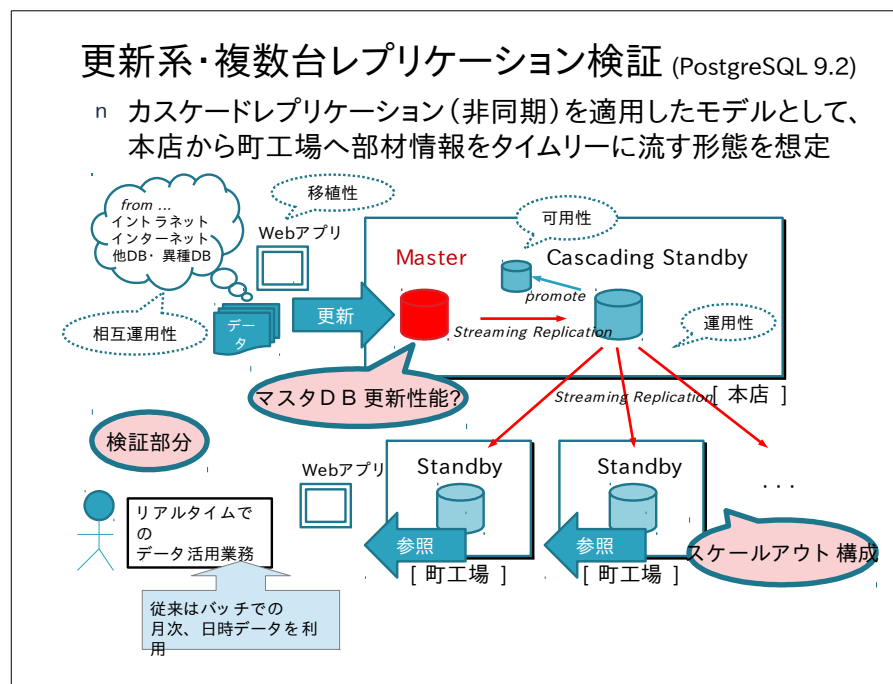 更新系・複数台レプリケーション検証 (PostgreSQL 9.2)
n カスケードレプリケーション（非同期）を適用したモデルとして、
本店から町工場へ部材情報をタイムリーに流す形態を想定
from ...
イントラネット
インターネット
他DB・異種DB
移植性
Webアプリ
可用性
Master
Cascading Standby
promote
相互運用性
データ
更新
Streaming Replication
運用性
マスタＤＢ更新性能?
Streaming Replication
[ 本店 ]
検証部分
Webアプリ
Standby
Standby
...
リアルタイムで
の
データ活用業務
参照
参照
スケールアウト構成
[ 町工場 ]
[ 町工場 ]
従来はバッチでの
月次、日時データを利
用